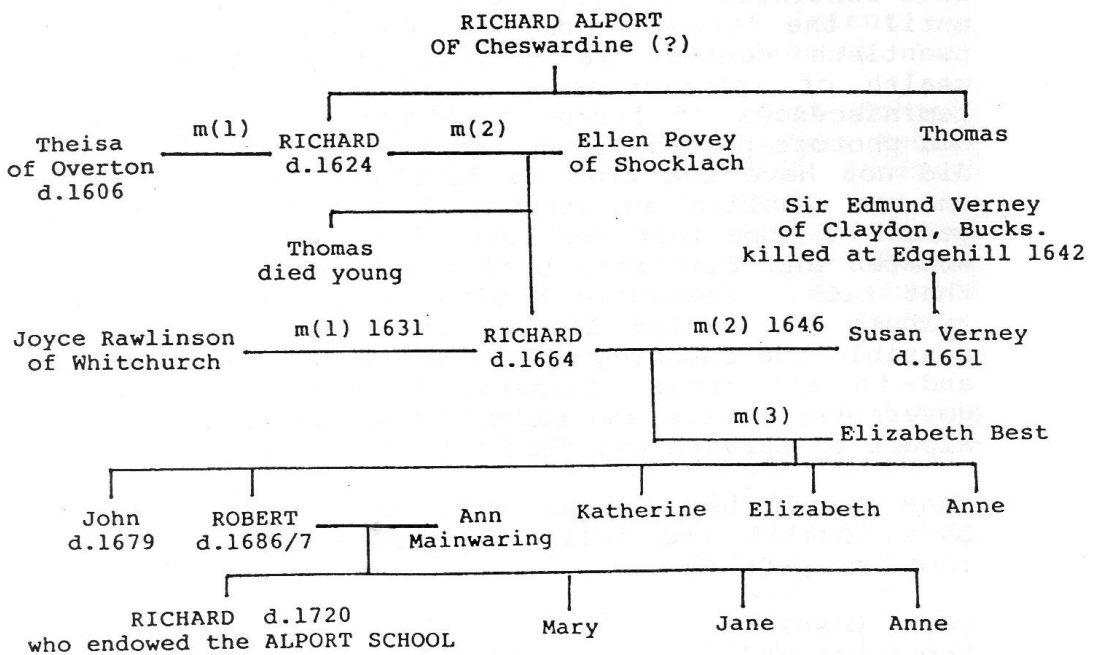 RICHARD ALPORT
OF Cheswardine (?)
Theisa
of Overton
d.1606
m(1)
RICHARD
d.1624
m(2)
Ellen Povey
of Shocklach
Thomas
Thomas
died young
Sir Edmund Verney
of Claydon, Bucks.
killed at Edgehill 1642
Joyce Rawlinson
of Whitchurch
m(1) 1631
RICHARD
d.1664
m(2) 1646
Susan Verney
d.1651
m(3)
Elizabeth Best
John
d.1679
ROBERT
d.1686/7
Ann
Mainwaring
Katherine
Elizabeth
Anne
RICHARD d.1720
who endowed the ALPORT SCHOOL
Mary
Jane
Anne